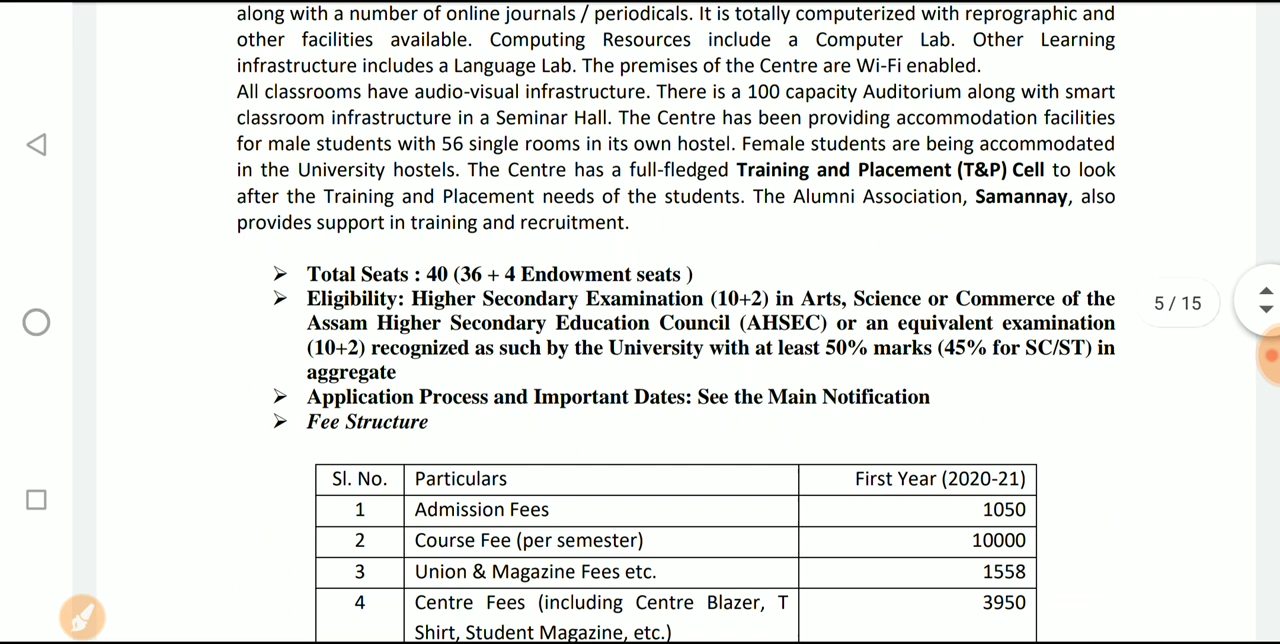 along with a number of online journals / periodicals. It is totally computerized with reprographic and
other facilities available. Computing Resources include a Computer Lab. Other Learning
infrastructure includes a Language Lab. The premises of the Centre are Wi-Fi enabled.
All classrooms have audio-visual infrastructure. There is a 100 capacity Auditorium along with smart
classroom infrastructure in a Seminar Hall. The Centre has been providing accommodation facilities
for male students with 56 single rooms in its own hostel. Female students are being accommodated
in the University hostels. The Centre has a full-fledged Training and Placement (T&P) Cell to look
after the Training and Placement needs of the students. The Alumni Association, Samannay, also
provides support in training and recruitment.
➢ Total Seats : 40 (36 + 4 Endowment seats )
➢ Eligibility: Higher Secondary Examination (10+2) in Arts, Science or Commerce of the
Assam Higher Secondary Education Council (AHSEC) or an equivalent examination
(10+2) recognized as such by the University with at least 50% marks (45% for SC/ST) in
aggregate
➢ Application Process and Important Dates: See the Main Notification
➢ Fee Structure
5 / 15
Sl. No. Particulars First Year (2020-21)
1 Admission Fees 1050
2 Course Fee (per semester) 10000
3 Union & Magazine Fees etc. 1558
4 Centre Fees (including Centre Blazer, T 3950
Shirt, Student Magazine, etc.)